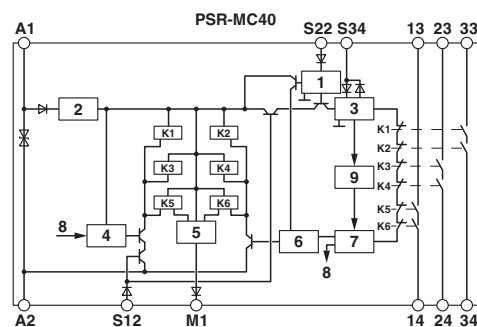 PSR-MC40
A1 S22 S34 13 23 33
1
2 3
K1 K2 K1
K2
K3 K4 K3
9
K4
K5 K6 K5
8 4 5 6 7 K6
8
A2 S12 M1 14 24 34